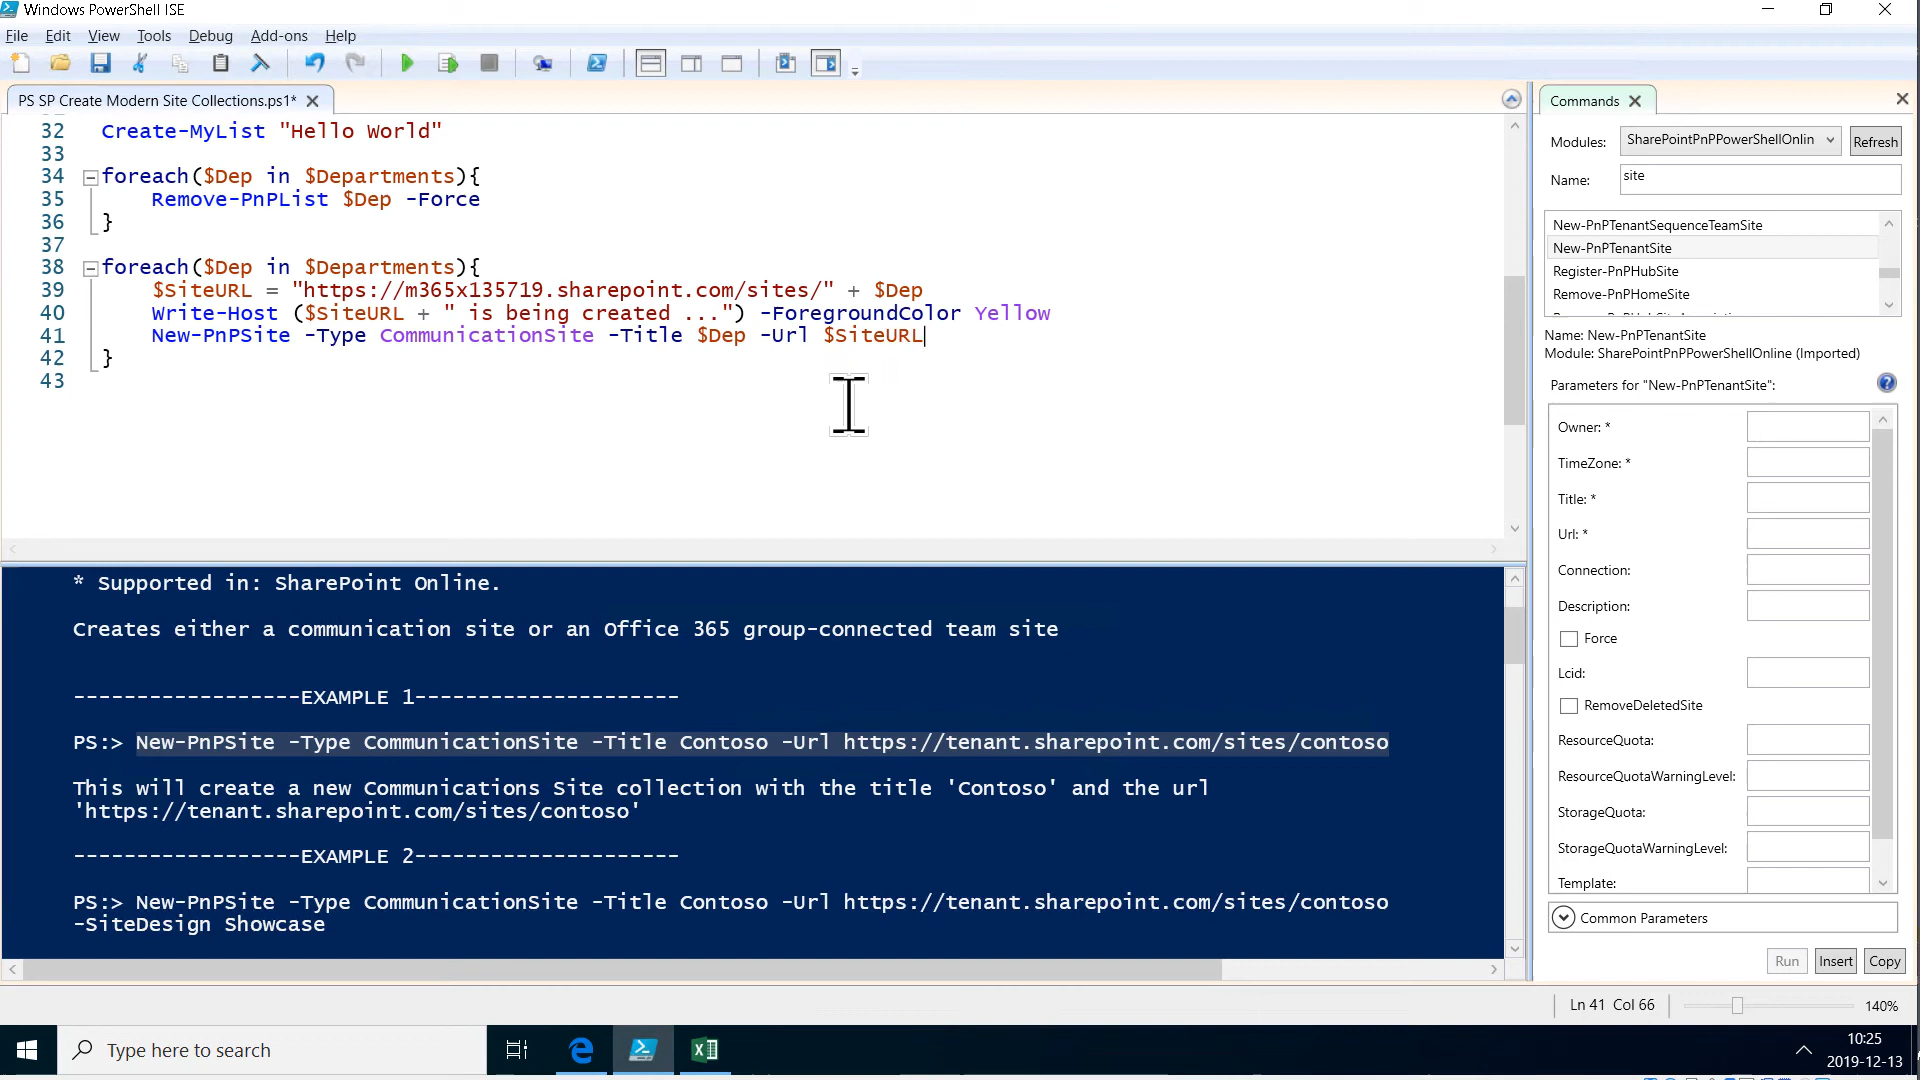 Windows PowerShell ISE
File Edit View Tools Debug Add-ons Help
PS SP Create Modern Site Collections.ps1*
32 Create-MyList "Hello World"
33
34 foreach($Dep in $Departments){
35 Remove-PnPList $Dep -Force
36 }
37
38 foreach($Dep in $Departments){
39 $SiteURL = "https://m365x135719.sharepoint.com/sites/" + $Dep
40 Write-Host ($SiteURL + " is being created ...") -ForegroundColor Yellow
41 New-PnPSite -Type CommunicationSite -Title $Dep -Url $SiteURL
42 }
43
* Supported in: SharePoint Online.
Creates either a communication site or an Office 365 group-connected team site
------------------EXAMPLE 1---------------------
PS:> New-PnPSite -Type CommunicationSite -Title Contoso -Url https://tenant.sharepoint.com/sites/contoso
This will create a new Communications Site collection with the title 'Contoso' and the url
'https://tenant.sharepoint.com/sites/contoso'
------------------EXAMPLE 2---------------------
PS:> New-PnPSite -Type CommunicationSite -Title Contoso -Url https://tenant.sharepoint.com/sites/contoso
-SiteDesign Showcase
Commands
Modules: SharePointPnPPowerShellOnlin Refresh
Name: site
New-PnPTenantSequenceTeamSite
New-PnPTenantSite
Register-PnPHubSite
Remove-PnPHomeSite
Name: New-PnPTenantSite
Module: SharePointPnPPowerShellOnline (Imported)
Parameters for "New-PnPTenantSite":
Owner: *
TimeZone: *
Title: *
Url: *
Connection:
Description:
Force
Lcid:
RemoveDeletedSite
ResourceQuota:
ResourceQuotaWarningLevel:
StorageQuota:
StorageQuotaWarningLevel:
Template:
Common Parameters
Run Insert Copy
Ln 41 Col 66 140%
Type here to search
10:25
2019-12-13